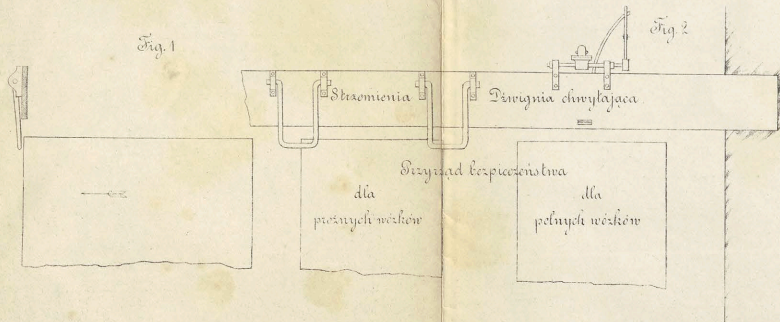 Fig. 1
Fig. 2
Strzemienia
Dźwignia chwytająca
Przyrząd bezpieczeństwa
dla
próżnych wózków
dla
pełnych wózków